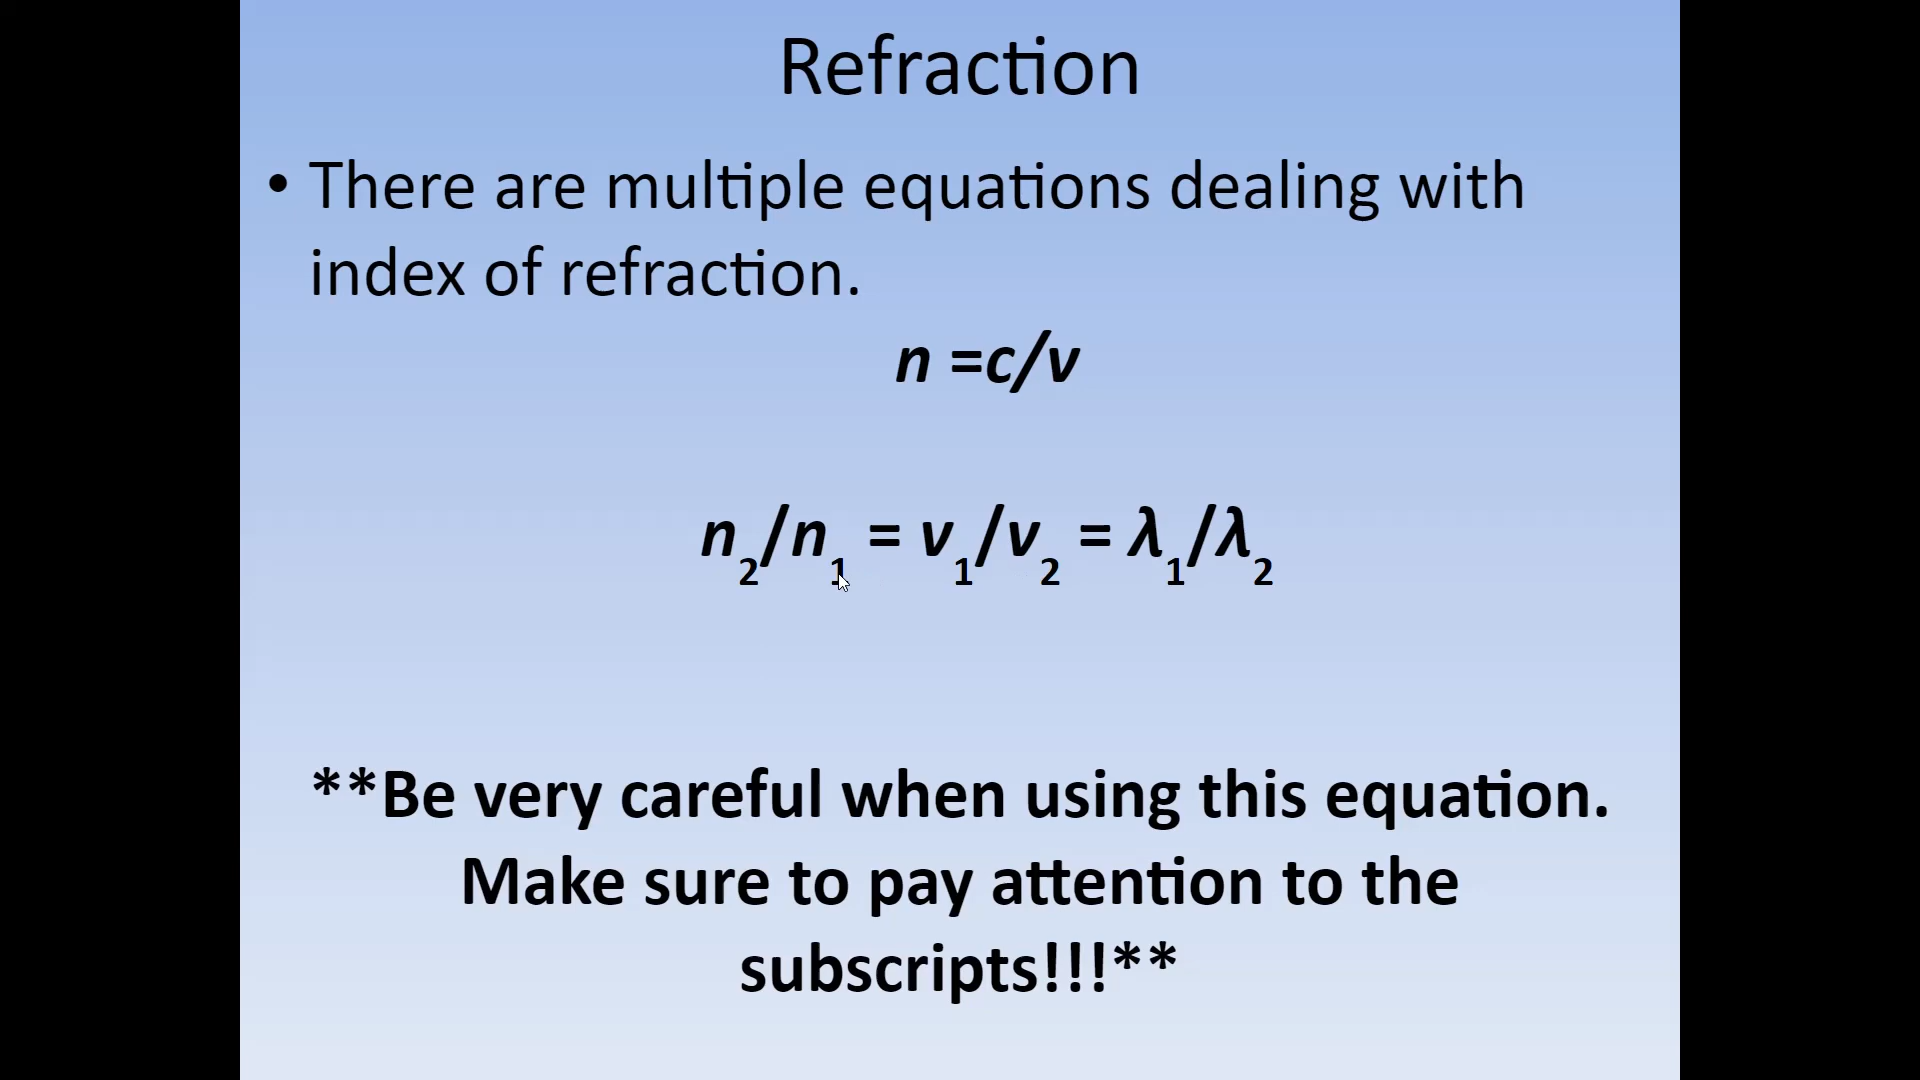 Refraction
• There are multiple equations dealing with
index of refraction.
n =c/v
n₂/n₁ = v₁/v₂ = λ₁/λ₂
**Be very careful when using this equation.
Make sure to pay attention to the
subscripts!!!**